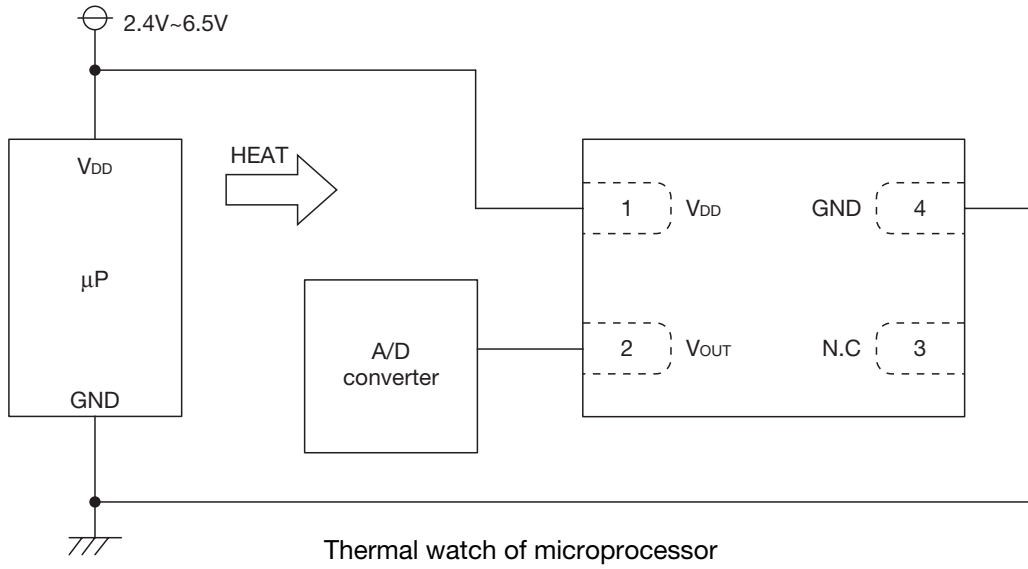 2.4V~6.5V
VDD
μP
GND
HEAT
A/D
converter
1 VDD
GND 4
2 VOUT
N.C 3
Thermal watch of microprocessor